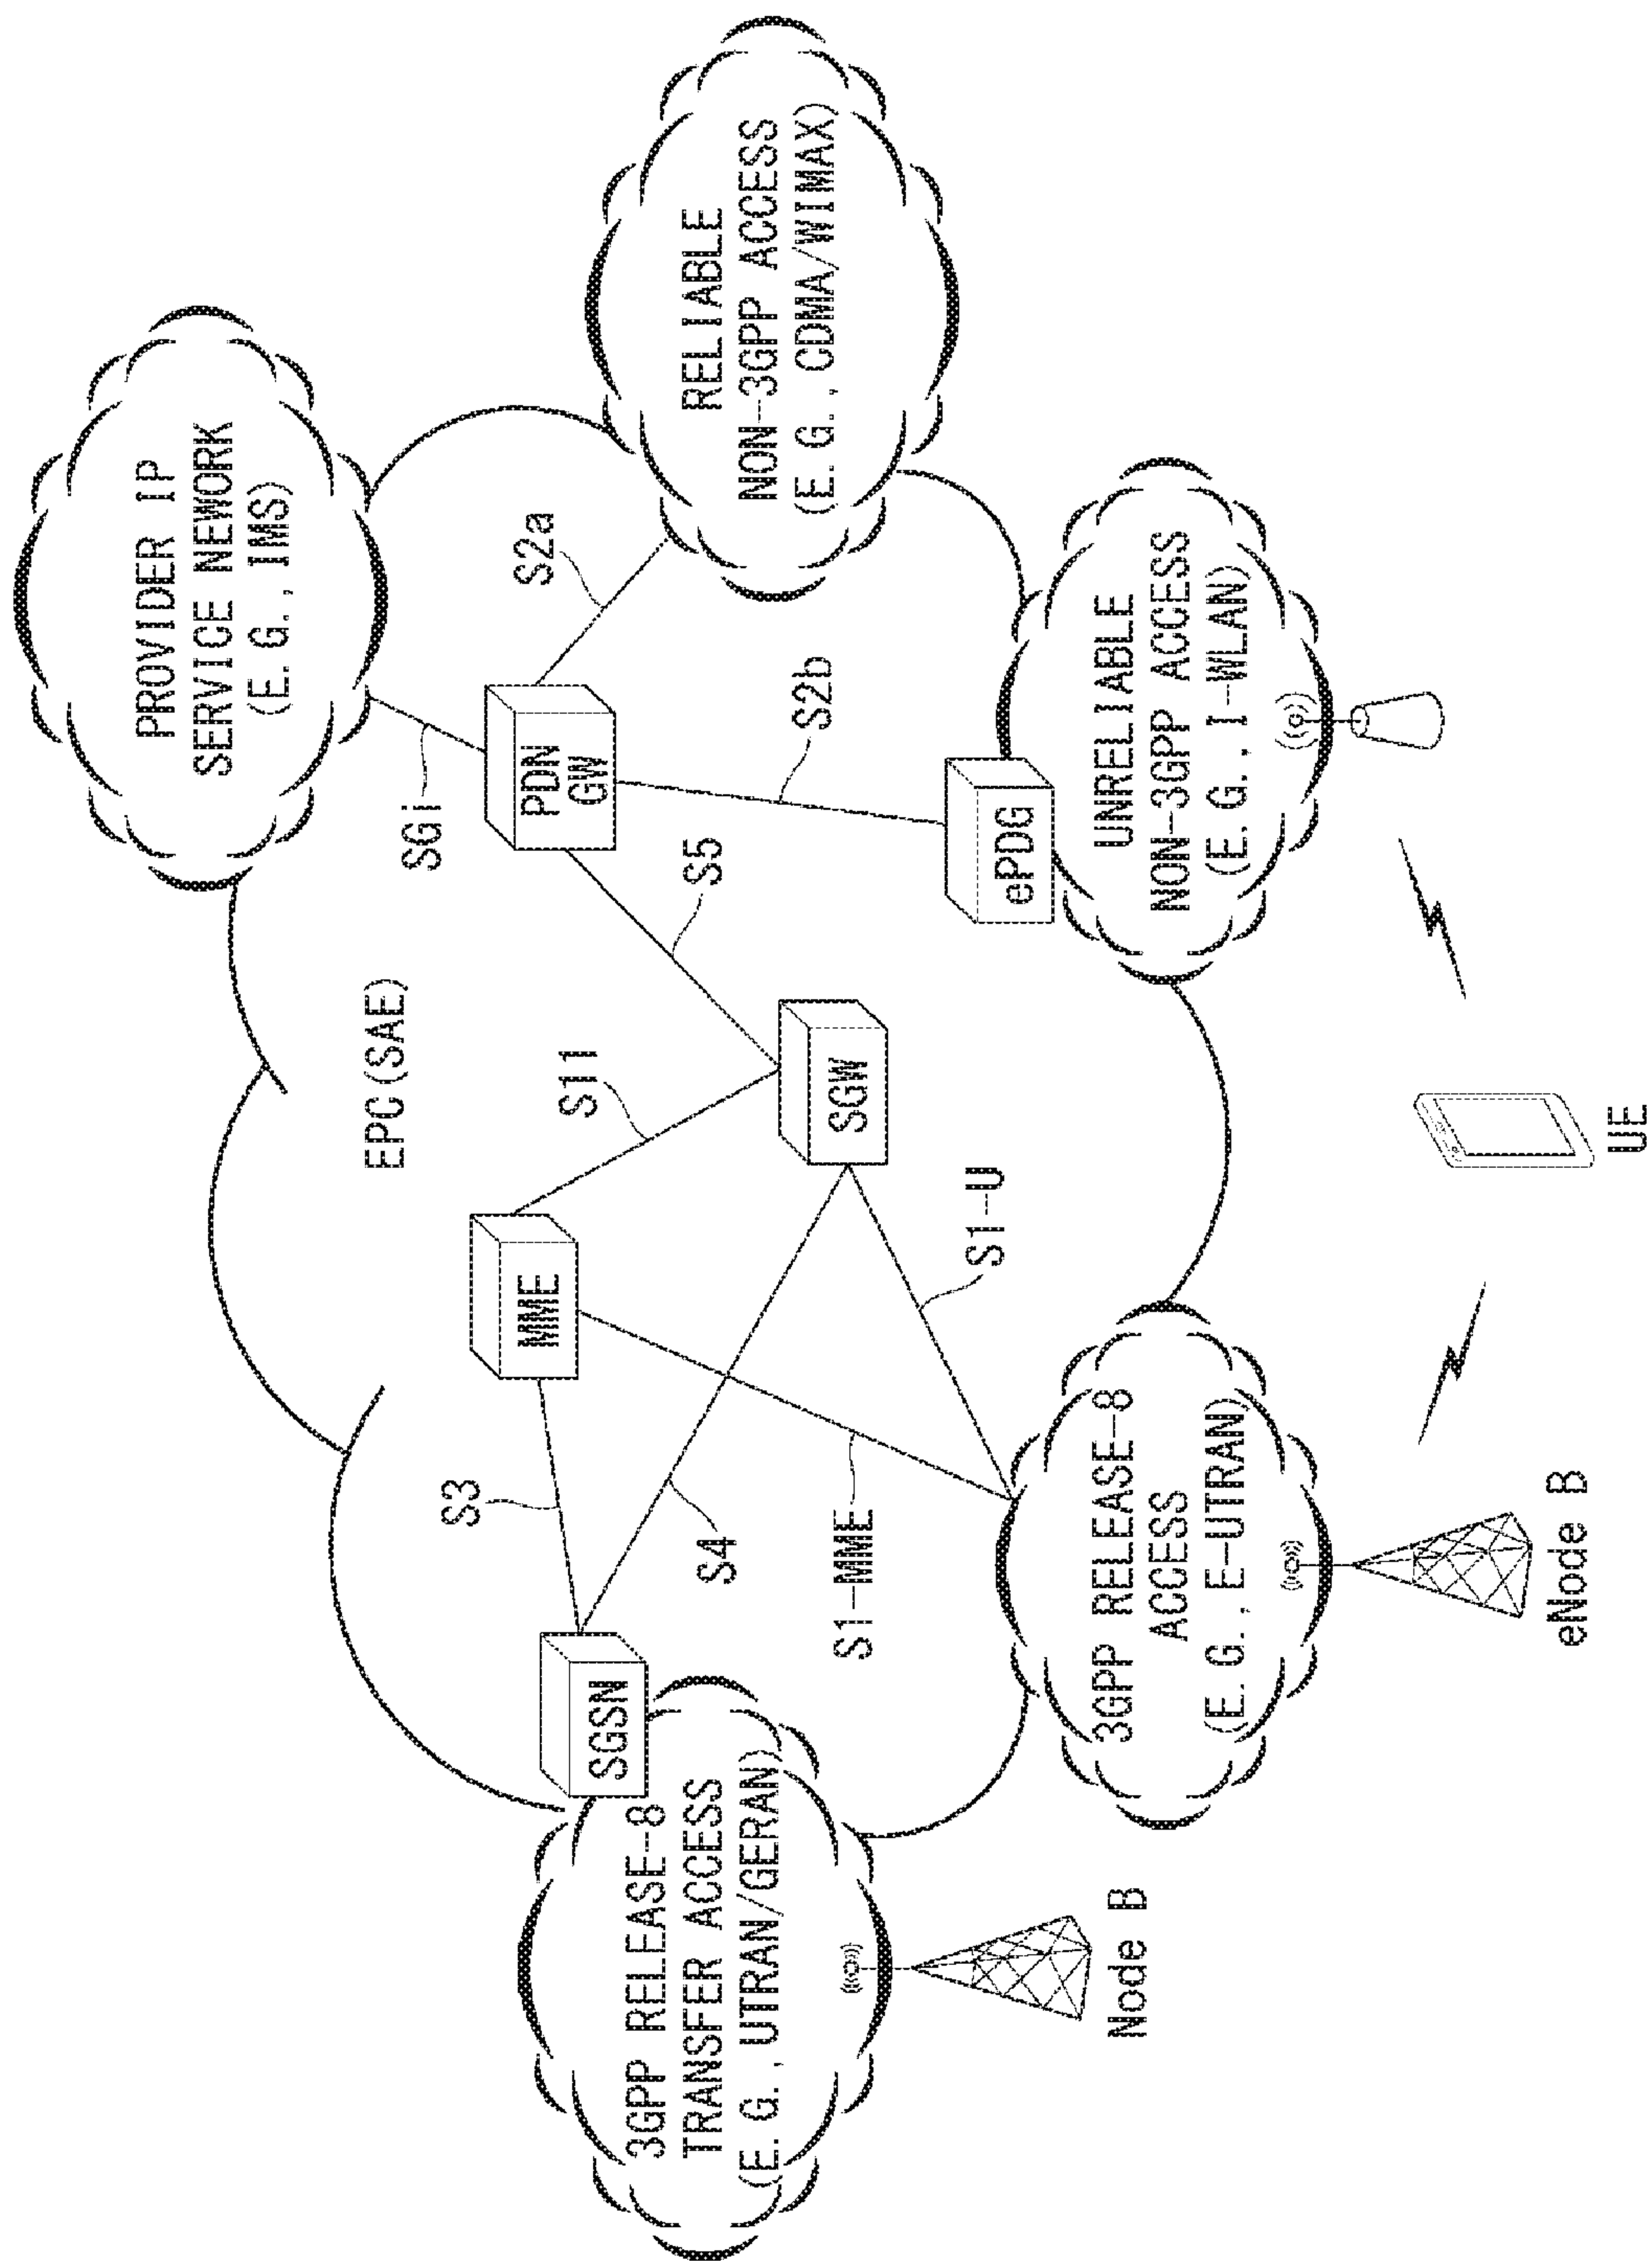 PROVIDER IP
SERVICE NEWORK
(E. G. , IMS)
EPC(SAE)
SGi
S2a
PDN
GW
MME
S11
S3
S5
SGSN
S4
S2b
SGW
RELIABLE
NON-3GPP ACCESS
(E. G. , CDMA/WIMAX)
3GPP RELEASE-8
TRANSFER ACCESS
(E. G. ,UTRAN/GERAN)
S1-MME
S1-U
ePDG
Node B
3GPP RELEASE-8
ACCESS
(E. G. , E-UTRAN)
UNRELIABLE
NON-3GPP ACCESS
(E. G. , I-WLAN)
eNode B
UE